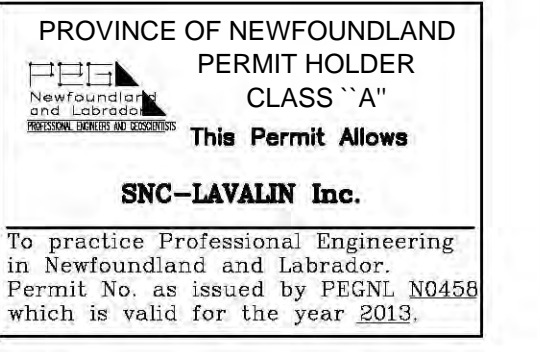 PROVINCE OF NEWFOUNDLAND
PERMIT HOLDER
CLASS ``A"
PEG
Newfoundland
and Labrador
PROFESSIONAL ENGINEERS AND GEOSCIENTISTS
This Permit Allows
SNC-LAVALIN Inc.
To practice Professional Engineering
in Newfoundland and Labrador.
Permit No. as issued by PEGNL N0458
which is valid for the year 2013.